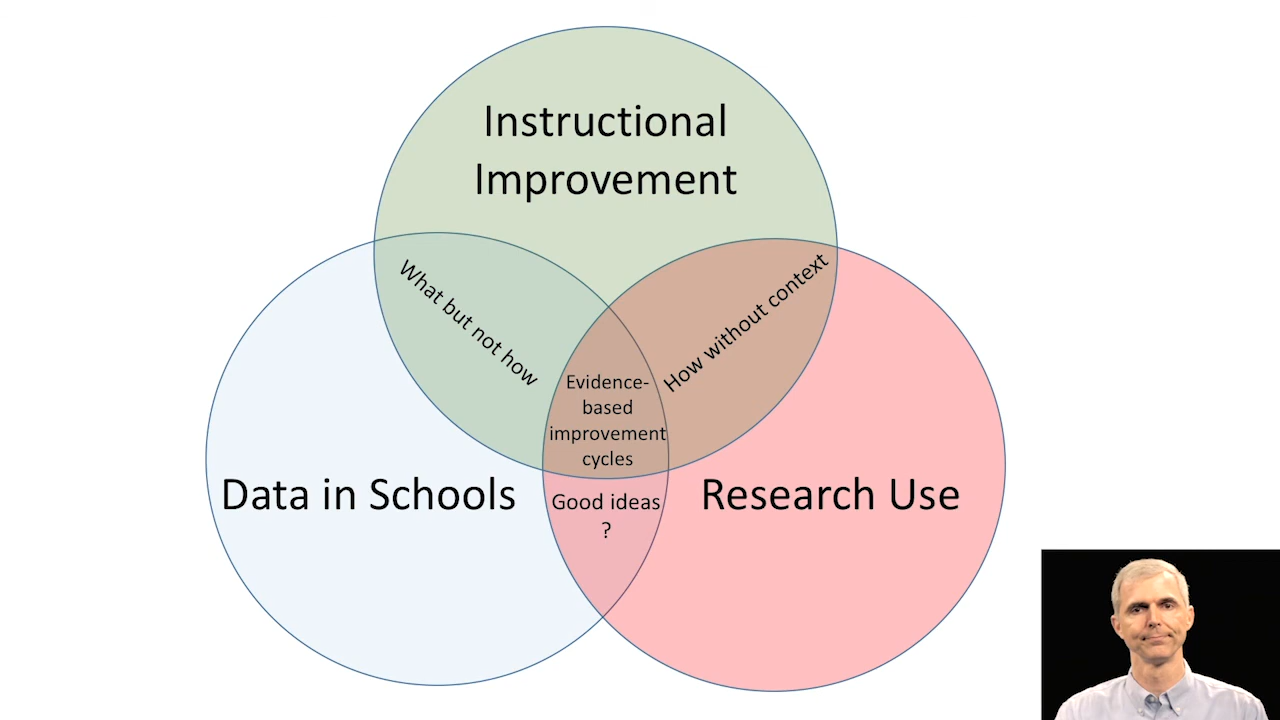 Instructional
Improvement
What but not how
How without context
Evidence-
based
improvement
cycles
Data in Schools
Research Use
Good ideas
?